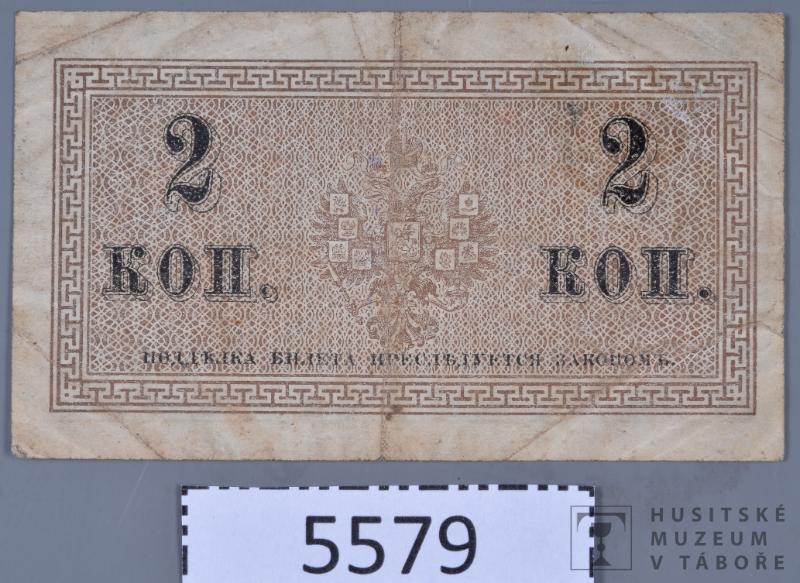 2 2
КОП. КОП.
ПОДДѢЛКА БИЛЕТА ПРЕСЛѢДУЕТСЯ ЗАКОНОМЪ.
5579
HUSITSKÉ
MUZEUM
V TÁBOŘE